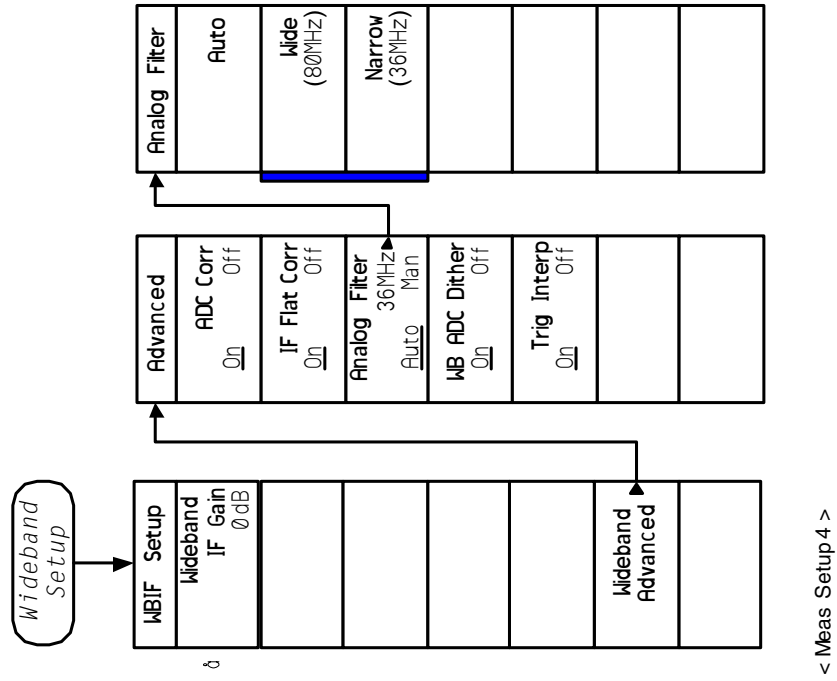 Wideband
Setup
WBIF Setup
Wideband
IF Gain
0dB
Wideband
Advanced
Advanced
ADC Corr
On Off
IF Flat Corr
On Off
Analog Filter
36MHz
Auto Man
WB ADC Dither
On Off
Trig Interp
On Off
Analog Filter
Auto
Wide
(80MHz)
Narrow
(36MHz)
< Meas Setup 4 >